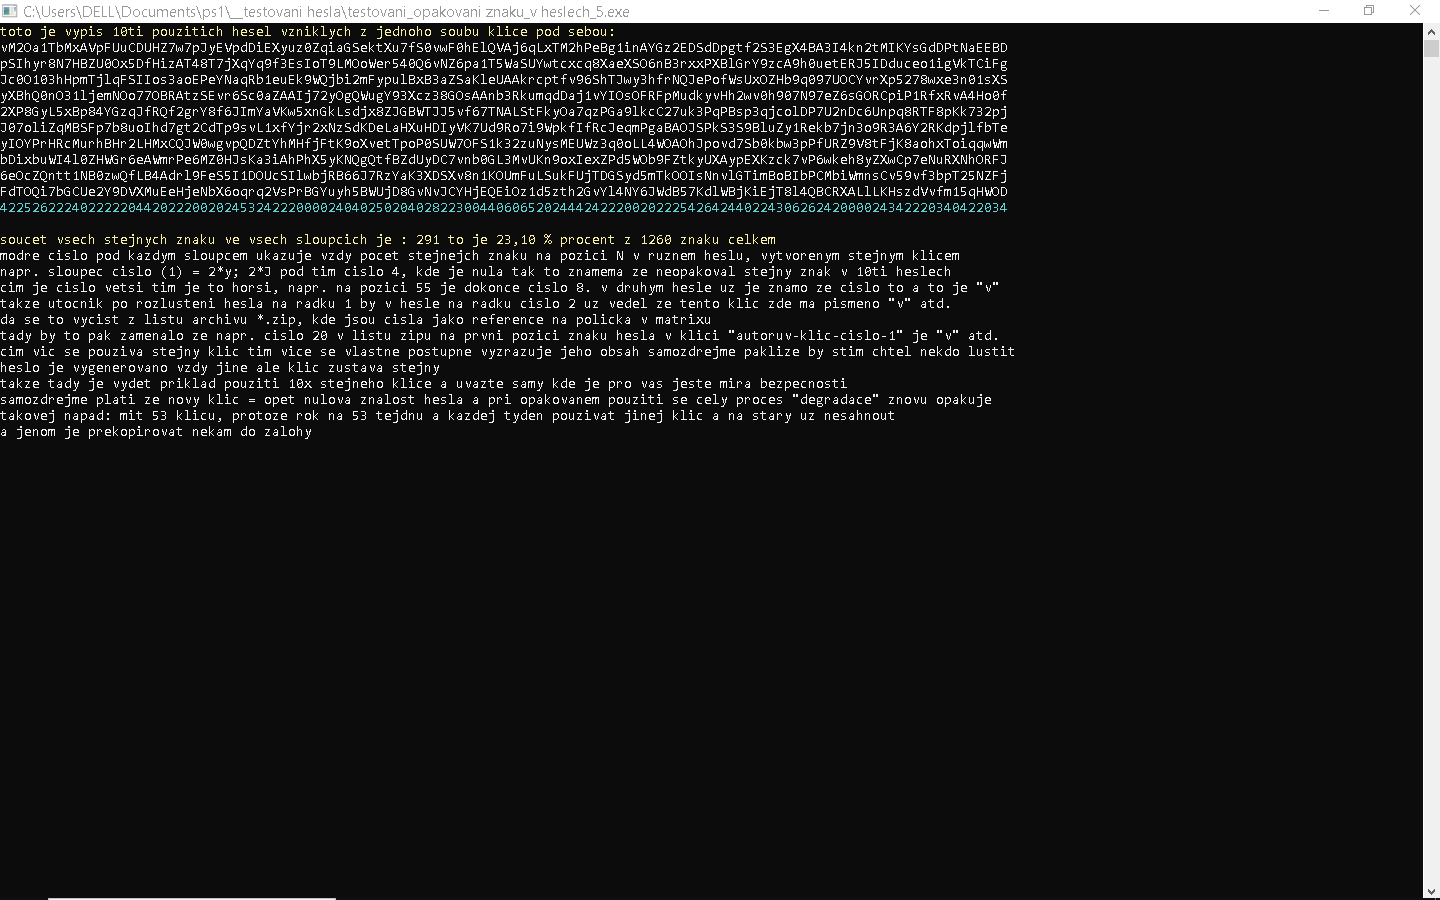 C:\Users\DELL\Documents\ps1\__testovani hesla\testovani_opakovani znaku_v heslech_5.exe
toto je vypis 10ti pouzitich hesel vzniklych z jednoho soubu klice pod sebou:
vM2Oa1TbMxAVpFUuCDUHZ7w7pJyEVpdDiEXyuz0ZqiaGSektXu7fS0vwF0hElQVAj6qLxTM2hPeBg1inAYGz2EDSdDpgtf2S3EgX4BA3I4kn2tMIKYsGdDPtNaEEBD
pSIhyr8N7HBZU0Ox5DfHizAT48T7jXqYq9f3EsIoT9LMOoWer540Q6vNZ6pa1T5WaSUYwtcxcq8XaeXSO6nB3rxxPXBlGrY9zcA9h0uetERJ5IDduceo1igVkTCiFg
Jc0O103hHpmTjlqFSIIos3aoEPeYNaqRb1euEk9WQjbi2mFypulBxB3aZSaKleUAAkrcptfv96ShTJwy3hfrNQJePofWsUxOZHb9q097UOCYvrXp5278wxe3n01sXS
yXBhQ0nO31ljemNOo77OBRAtzSEvr6Sc0aZAAIj72yOgQWugY93Xcz38GOsAAnb3RkumqdDaj1vYIOsOFRFpMudkyvHh2wv0h907N97eZ6sGORCpiP1RfxRvA4Ho0f
2XP8GyL5xBp84YGzqJfRQf2grY8f6JImYaVKw5xnGkLsdjx8ZJGBWTJJ5vf67TNALStFkyOa7qzPGa9lkcC27uk3PqPBsp3qjcolDP7U2nDc6Unpq8RTF8pKk732pj
J07oliZqMBSFp7b8uoIhd7gt2CdTp9svL1xfYjr2xNzSdKDeLaHXuHDIyVK7Ud9Ro7i9WpkfIfRcJeqmPgaBAOJSPkS3S9BluZy1Rekb7jn3o9R3A6Y2RKdpjlfbTe
yIOYPrHRcMurhBHr2LHMxCQJW0wgvpQDZtYhMHfjFtK9oXvetTpoP0SUW7OFS1k32zuNysMEUWz3q0oLL4WOAOhJpovd7Sb0kbw3pPfURZ9V8tFjK8aohxToiqqwWm
bDixbuWI4l0ZHWGr6eAWmrPe6MZ0HJsKa3iAhPhX5yKNQgQtfBZdUyDC7vnb0GL3MvUKn9oxIexZPd5WOb9FZtkyUXAypEXKzck7vP6wkeh8yZXwCp7eNuRXNhORFJ
6eOcZQntt1NB0zwQfLB4Adrl9FeS5I1DOUcSIlwbjRB66J7RzYaK3XDSXv8n1KOUmFuLSukFUjTDGSyd5mTkOOIsNnvlGTimBoBIbPCMbiWmnsCv59vf3bpT25NZFj
FdTOQi7bGCUe2Y9DVXMuEeHjeNbX6oqrq2VsPrBGYuyh5BWUjD8GvNvJCYHjEQEiOz1d5zth2GvYl4NY6JWdB57KdlWBjKiEjT8l4QBCRXALlLKHszdVvfm15qHWOD
422526222402222204420222002024532422200002404025020402822300440606520244424222200202225426424402243062624200002434222034042203​4

soucet vsech stejnych znaku ve vsech sloupcich je : 291 to je 23,10 % procent z 1260 znaku celkem
modre cislo pod kazdym sloupcem ukazuje vzdy pocet stejnejch znaku na pozici N v ruznem heslu, vytvorenym stejnym klicem
napr. sloupec cislo (1) = 2*y; 2*J pod tim cislo 4, kde je nula tak to znamema ze neopakoval stejny znak v 10ti heslech
cim je cislo vetsi tim je to horsi, napr. na pozici 55 je dokonce cislo 8. v druhym hesle uz je znamo ze cislo to a to je "v"
takze utocnik po rozlusteni hesla na radku 1 by v hesle na radku cislo 2 uz vedel ze tento klic zde ma pismeno "v" atd.
da se to vycist z listu archivu *.zip, kde jsou cisla jako reference na policka v matrixu
tady by to pak zamenalo ze napr. cislo 20 v listu zipu na prvni pozici znaku hesla v klici "autoruv-klic-cislo-1" je "v" atd.
cim vic se pouziva stejny klic tim vice se vlastne postupne vyzrazuje jeho obsah samozdrejme paklize by stim chtel nekdo lustit
heslo je vygenerovano vzdy jine ale klic zustava stejny
takze tady je vydet priklad pouziti 10x stejneho klice a uvazte samy kde je pro vas jeste mira bezpecnosti
samozdrejme plati ze novy klic = opet nulova znalost hesla a pri opakovanem pouziti se cely proces "degradace" znovu opakuje
takovej napad: mit 53 klicu, protoze rok na 53 tejdnu a kazdej tyden pouzivat jinej klic a na stary uz nesahnout
a jenom je prekopirovat nekam do zalohy